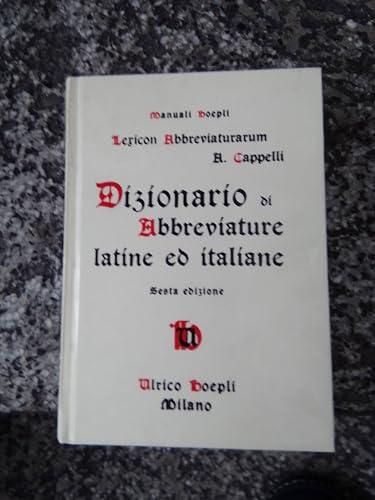 Manuali Hoepli
Lexicon Abbreviaturarum
A. Cappelli
Dizionario di
Abbreviature
latine ed italiane
Sesta edizione
Ulrico Hoepli
Milano